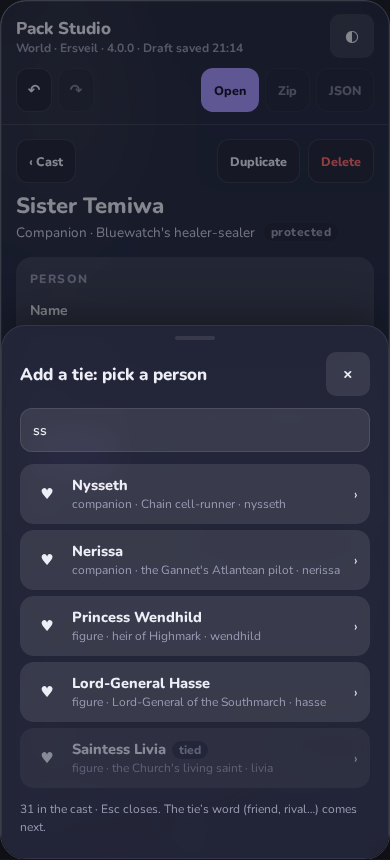 Pack Studio
World · Ersveil · 4.0.0 · Draft saved 21:14
Open Zip JSON
‹ Cast Duplicate Delete
Sister Temiwa
Companion · Bluewatch's healer-sealer protected
PERSON
Name
Add a tie: pick a person
×
ss
Nysseth
companion · Chain cell-runner · nysseth
Nerissa
companion · the Gannet's Atlantean pilot · nerissa
Princess Wendhild
figure · heir of Highmark · wendhild
Lord-General Hasse
figure · Lord-General of the Southmarch · hasse
Saintess Livia tied
figure · the Church's living saint · livia
31 in the cast · Esc closes. The tie’s word (friend, rival…) comes
next.